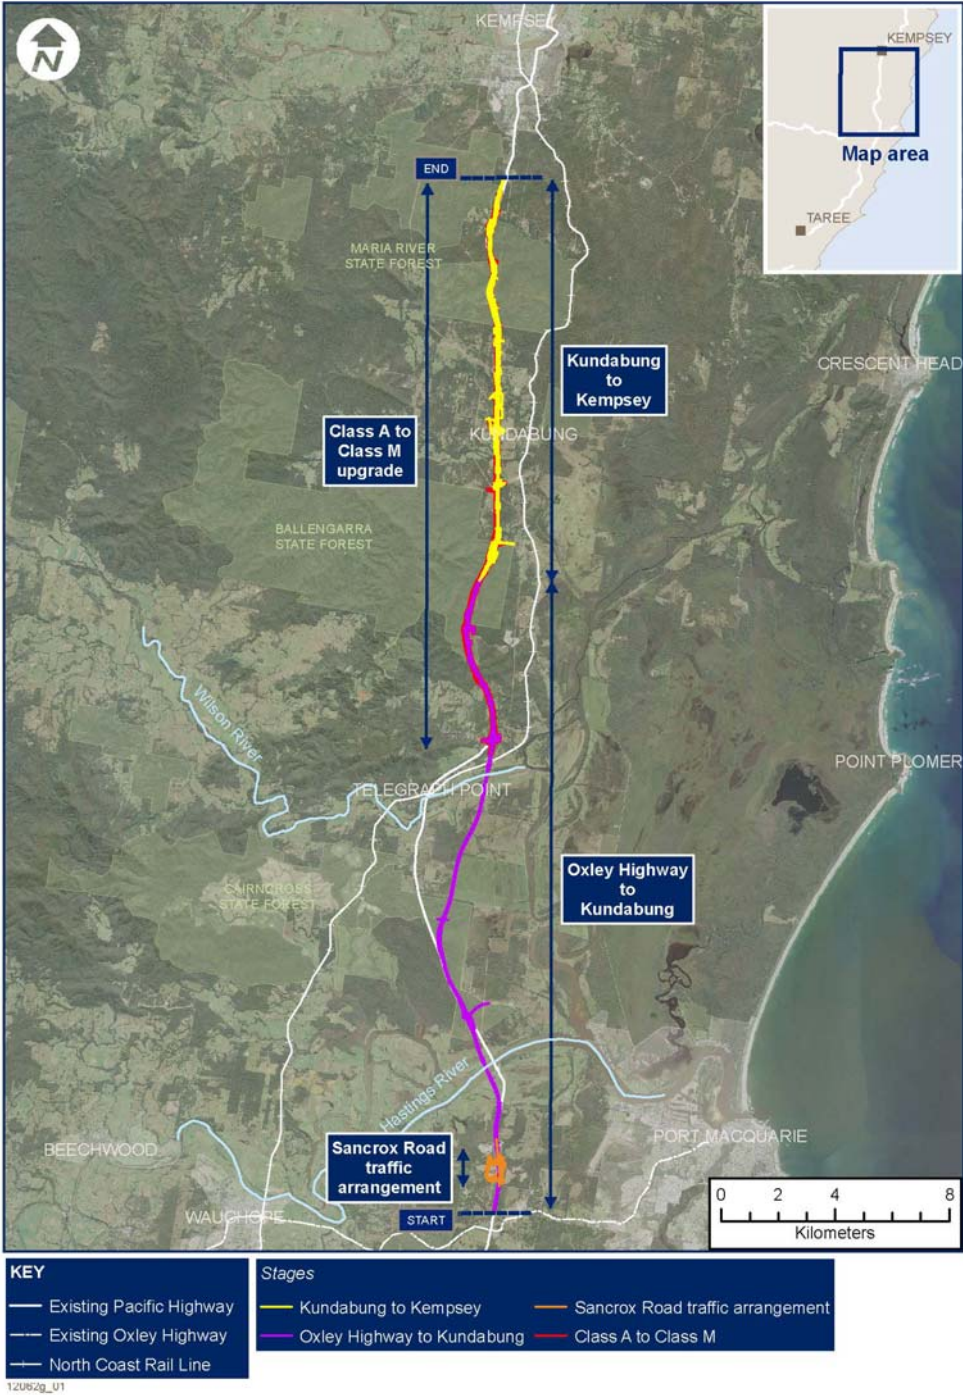 KEMPSEY
N
KEMPSEY
Map area
TAREE
END
MARIA RIVER
STATE FOREST
CRESCENT HEAD
Kundabung
to
Kempsey
Class A to
Class M
upgrade
KUNDABUNG
BALLENGARRA
STATE FOREST
Wilson River
POINT PLOMER
TELEGRAPH POINT
Oxley Highway
to
Kundabung
CAIRNCROSS
STATE FOREST
Hastings River
PORT MACQUARIE
BEECHWOOD
Sancrox Road
traffic
arrangement
WAUCHOPE
START
0 4 8
Kilometers
KEY
Existing Pacific Highway
Existing Oxley Highway
North Coast Rail Line
Stages
Kundabung to Kempsey
Oxley Highway to Kundabung
Sancrox Road traffic arrangement
Class A to Class M
12062g_01